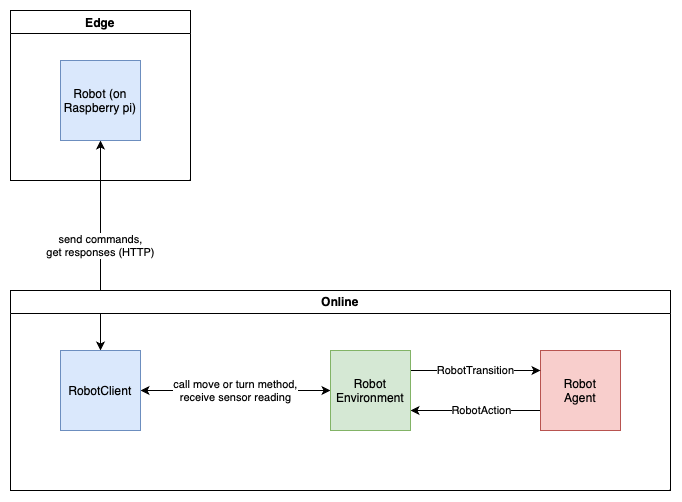 Edge
Robot (on
Raspberry pi)
send commands,
get responses (HTTP)
Online
RobotClient
call move or turn method,
receive sensor reading
Robot
Environment
RobotTransition
RobotAction
Robot
Agent